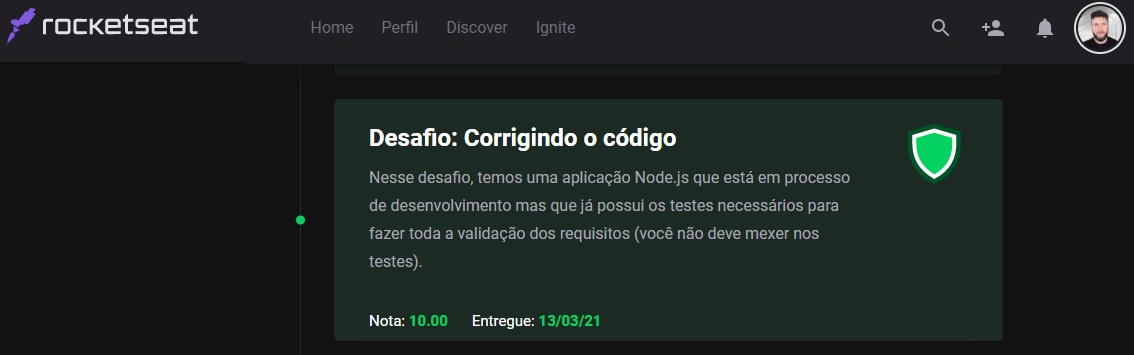 rocketseat
Home Perfil Discover Ignite
Desafio: Corrigindo o código
Nesse desafio, temos uma aplicação Node.js que está em processo
de desenvolvimento mas que já possui os testes necessários para
fazer toda a validação dos requisitos (você não deve mexer nos
testes).
Nota: 10.00 Entregue: 13/03/21